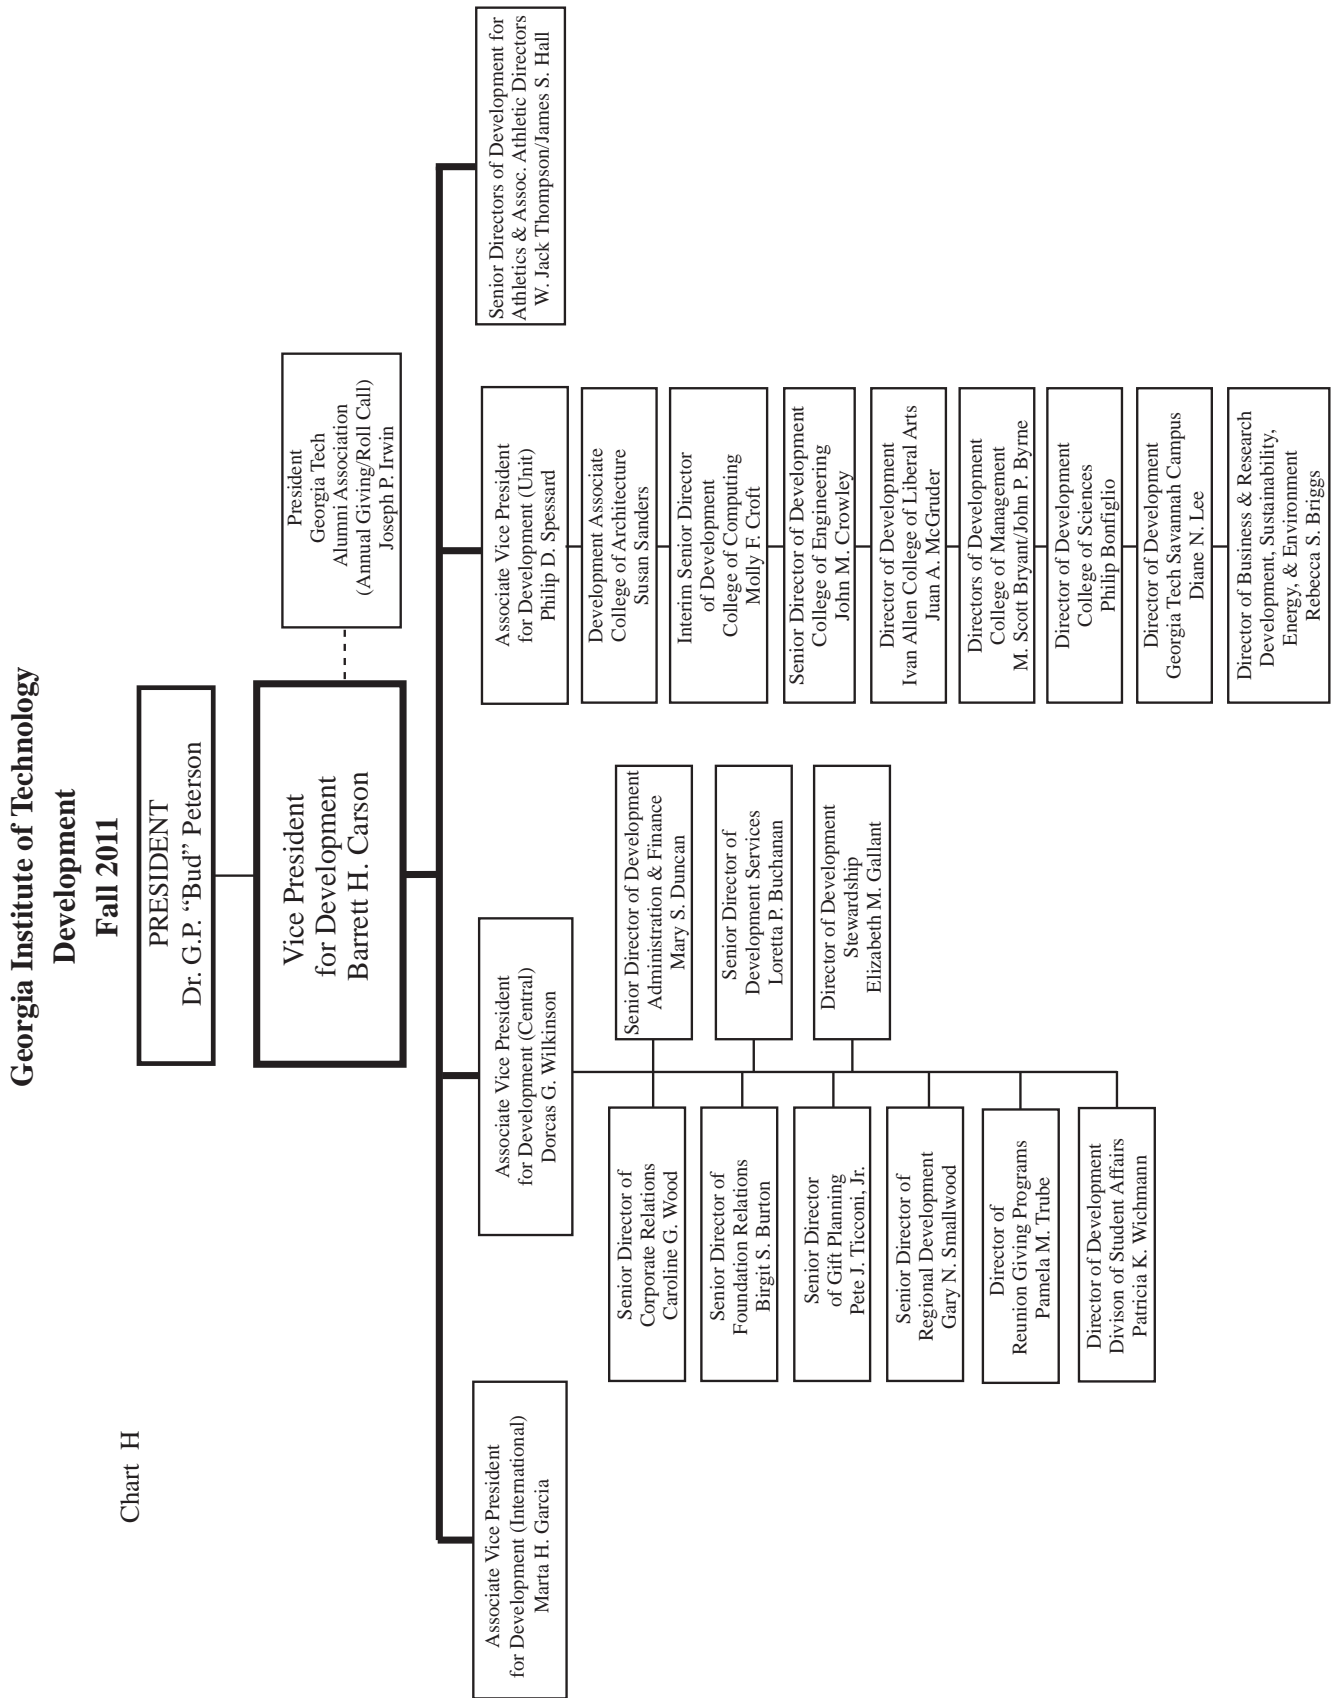 Georgia Institute of Technology
Development
Fall 2011
Chart H
PRESIDENT
Dr. G.P. “Bud” Peterson
Vice President
for Development
Barrett H. Carson
President
Georgia Tech
Alumni Association
(Annual Giving/Roll Call)
Joseph P. Irwin
Associate Vice President
for Development (International)
Marta H. Garcia
Associate Vice President
for Development (Central)
Dorcas G. Wilkinson
Senior Director of
Corporate Relations
Caroline G. Wood
Senior Director of
Foundation Relations
Birgit S. Burton
Senior Director
of Gift Planning
Pete J. Ticconi, Jr.
Senior Director of
Regional Development
Gary N. Smallwood
Director of
Reunion Giving Programs
Pamela M. Trube
Director of Development
Divison of Student Affairs
Patricia K. Wichmann
Senior Director of Development
Administration & Finance
Mary S. Duncan
Senior Director of
Development Services
Loretta P. Buchanan
Director of Development
Stewardship
Elizabeth M. Gallant
Associate Vice President
for Development (Unit)
Philip D. Spessard
Development Associate
College of Architecture
Susan Sanders
Interim Senior Director
of Development
College of Computing
Molly F. Croft
Senior Director of Development
College of Engineering
John M. Crowley
Director of Development
Ivan Allen College of Liberal Arts
Juan A. McGruder
Directors of Development
College of Management
M. Scott Bryant/John P. Byrne
Director of Development
College of Sciences
Philip Bonfiglio
Director of Development
Georgia Tech Savannah Campus
Diane N. Lee
Director of Business & Research
Development, Sustainability,
Energy, & Environment
Rebecca S. Briggs
Senior Directors of Development for
Athletics & Assoc. Athletic Directors
W. Jack Thompson/James S. Hall